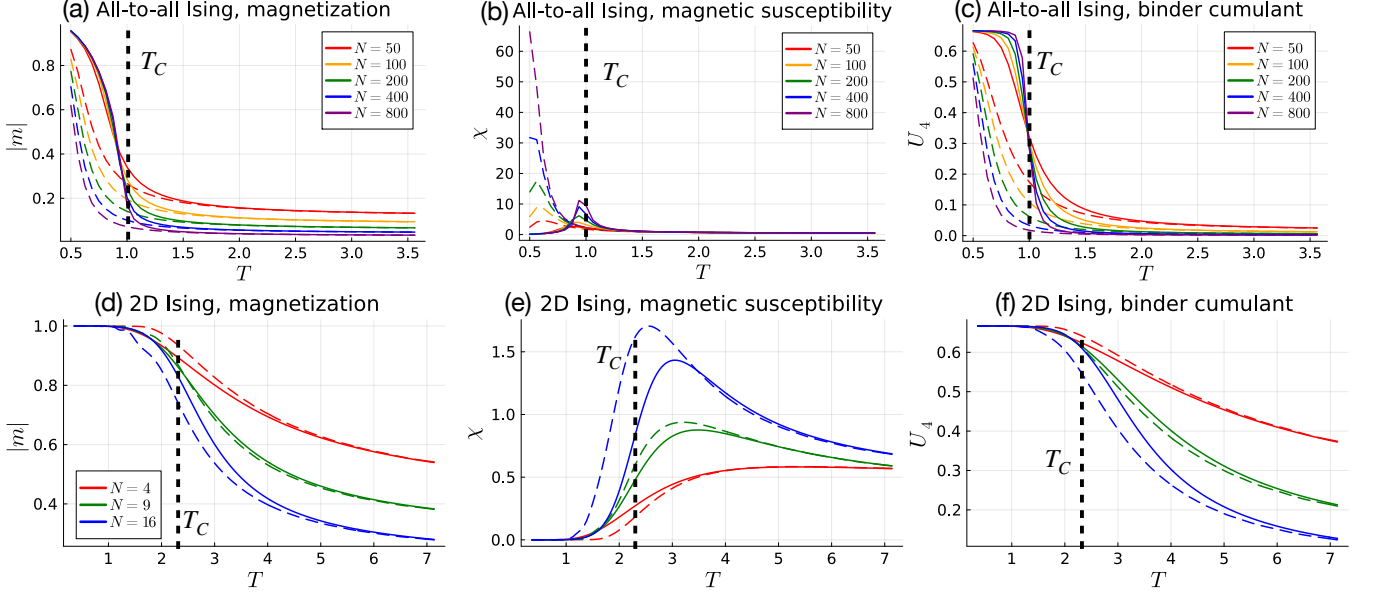 (a) All-to-all Ising, magnetization
|m|
0.8
0.6
0.4
0.2
0.5 1.0 1.5 2.0 2.5 3.0 3.5
T
T_C
N = 50
N = 100
N = 200
N = 400
N = 800
(b) All-to-all Ising, magnetic susceptibility
χ
60
50
40
30
20
10
0
0.5 1.0 1.5 2.0 2.5 3.0 3.5
T
T_C
N = 50
N = 100
N = 200
N = 400
N = 800
(c) All-to-all Ising, binder cumulant
U_4
0.6
0.5
0.4
0.3
0.2
0.1
0.0
0.5 1.0 1.5 2.0 2.5 3.0 3.5
T
T_C
N = 50
N = 100
N = 200
N = 400
N = 800
(d) 2D Ising, magnetization
|m|
1.0
0.8
0.6
0.4
1 2 3 4 5 6 7
T
T_C
N = 4
N = 9
N = 16
(e) 2D Ising, magnetic susceptibility
χ
1.5
1.0
0.5
0.0
1 2 3 4 5 6 7
T
T_C
(f) 2D Ising, binder cumulant
U_4
0.6
0.5
0.4
0.3
0.2
1 2 3 4 5 6 7
T
T_C